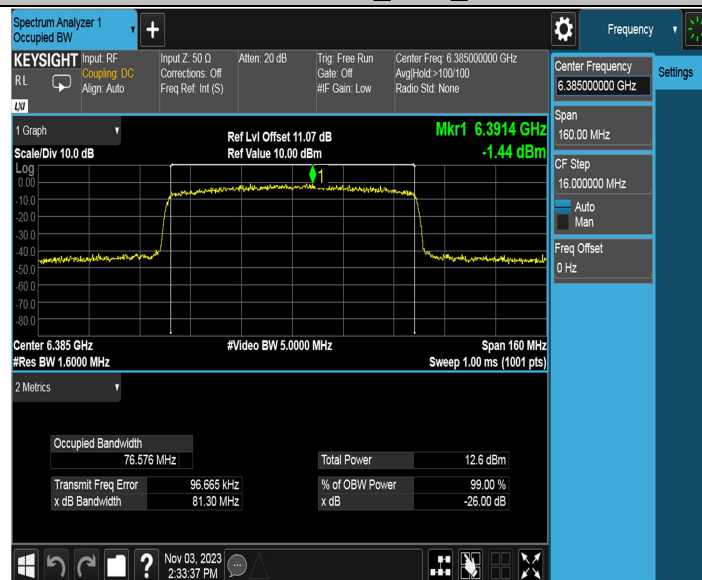 Spectrum Analyzer 1
Occupied BW
+
Frequency
KEYSIGHT
RL
LXI
Input: RF
Coupling: DC
Align: Auto
Input Z: 50 Ω
Corrections: Off
Freq Ref: Int (S)
Atten: 20 dB
Trig: Free Run
Gate: Off
#IF Gain: Low
Center Freq: 6.385000000 GHz
Avg|Hold:>100/100
Radio Std: None
Center Frequency
6.385000000 GHz
Settings
Span
160.00 MHz
CF Step
16.000000 MHz
Auto
Man
Freq Offset
0 Hz
1 Graph
Scale/Div 10.0 dB
Ref Lvl Offset 11.07 dB
Ref Value 10.00 dBm
Mkr1 6.3914 GHz
-1.44 dBm
Log
0.00
-10.0
-20.0
-30.0
-40.0
-50.0
-60.0
-70.0
-80.0
1
Center 6.385 GHz
#Video BW 5.0000 MHz
Span 160 MHz
#Res BW 1.6000 MHz
Sweep 1.00 ms (1001 pts)
2 Metrics
Occupied Bandwidth
76.576 MHz
Total Power 12.6 dBm
Transmit Freq Error 96.665 kHz
% of OBW Power 99.00 %
x dB Bandwidth 81.30 MHz
x dB -26.00 dB
?
Nov 03, 2023
2:33:37 PM